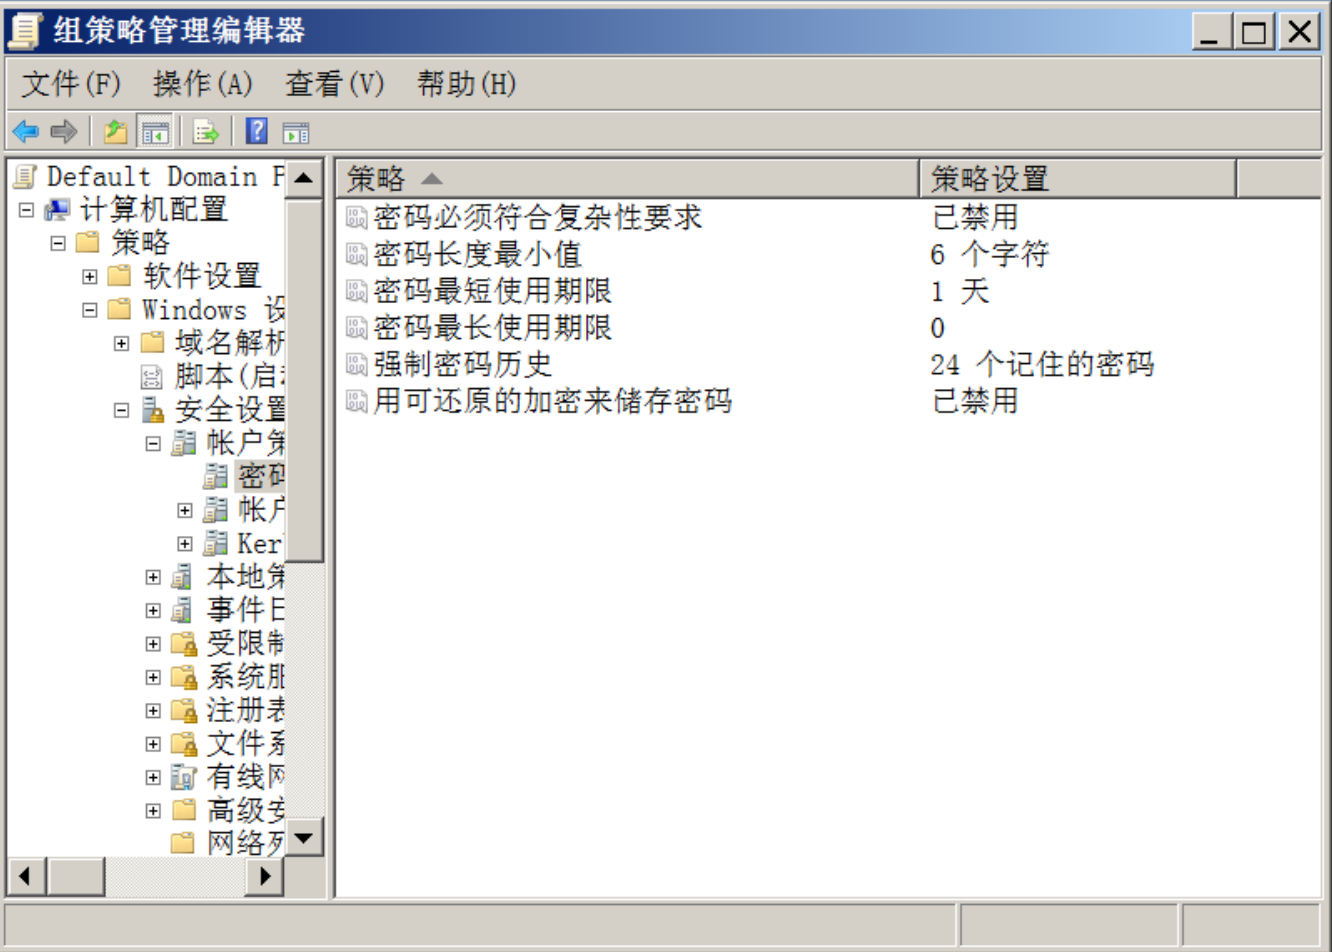 组策略管理编辑器
文件(F) 操作(A) 查看(V) 帮助(H)
Default Domain P
计算机配置
策略
软件设置
Windows 设
域名解析
脚本(启
安全设置
帐户策
密码
帐户
Ker
本地策
事件日
受限制
系统服
注册表
文件系
有线网
高级安
网络列
策略 策略设置
密码必须符合复杂性要求 已禁用
密码长度最小值 6 个字符
密码最短使用期限 1 天
密码最长使用期限 0
强制密码历史 24 个记住的密码
用可还原的加密来储存密码 已禁用